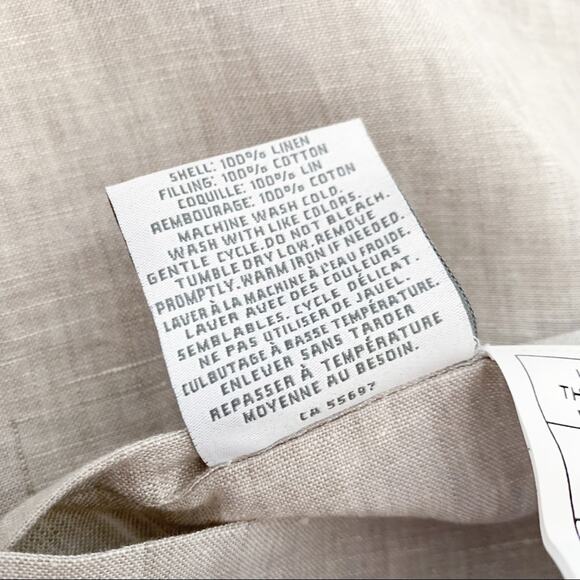 SHELL: 100% LINEN
FILLING: 100% COTTON
COQUILLE: 100% LIN
REMBOURAGE: 100% COTON
MACHINE WASH COLD.
WASH WITH LIKE COLORS.
GENTLE CYCLE. DO NOT BLEACH.
TUMBLE DRY LOW. REMOVE
PROMPTLY. WARM IRON IF NEEDED.
LAVER À LA MACHINE À L'EAU FROIDE.
LAVER AVEC DES COULEURS
SEMBLABLES. CYCLE DÉLICAT.
NE PAS UTILISER DE JAVEL.
CULBUTAGE À BASSE TEMPÉRATURE.
ENLEVER SANS TARDER
REPASSER À TEMPÉRATURE
MOYENNE AU BESOIN.
CA 55697
TH